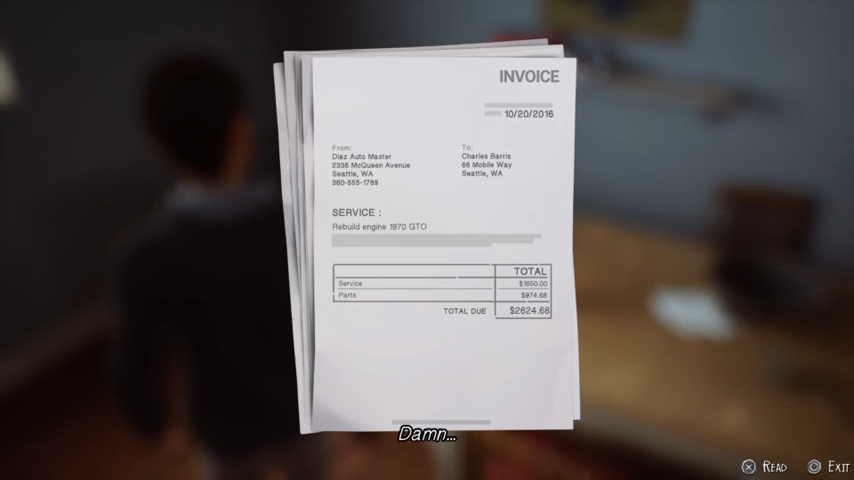 INVOICE
10/20/2016
From:
Diaz Auto Master
2336 McQueen Avenue
Seattle, WA
360-555-1789
To:
Charles Barris
66 Mobile Way
Seattle, WA
SERVICE :
Rebuild engine 1970 GTO
TOTAL
Service $1650.00
Parts $974.68
TOTAL DUE $2624.68
Damn...
READ EXIT